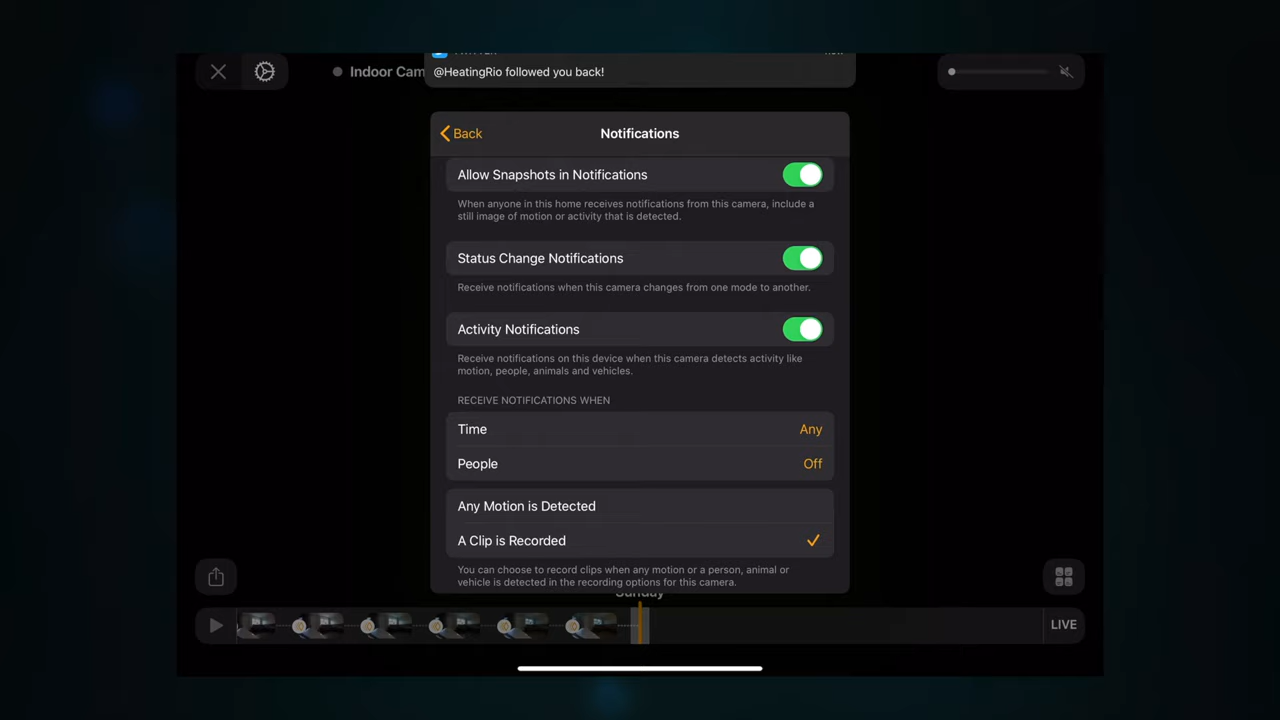 @HeatingRio followed you back!
Indoor Cam
Back
Notifications
Allow Snapshots in Notifications
When anyone in this home receives notifications from this camera, include a
still image of motion or activity that is detected.
Status Change Notifications
Receive notifications when this camera changes from one mode to another.
Activity Notifications
Receive notifications on this device when this camera detects activity like
motion, people, animals and vehicles.
RECEIVE NOTIFICATIONS WHEN
Time Any
People Off
Any Motion is Detected
A Clip is Recorded
You can choose to record clips when any motion or a person, animal or
vehicle is detected in the recording options for this camera.
Sunday
LIVE